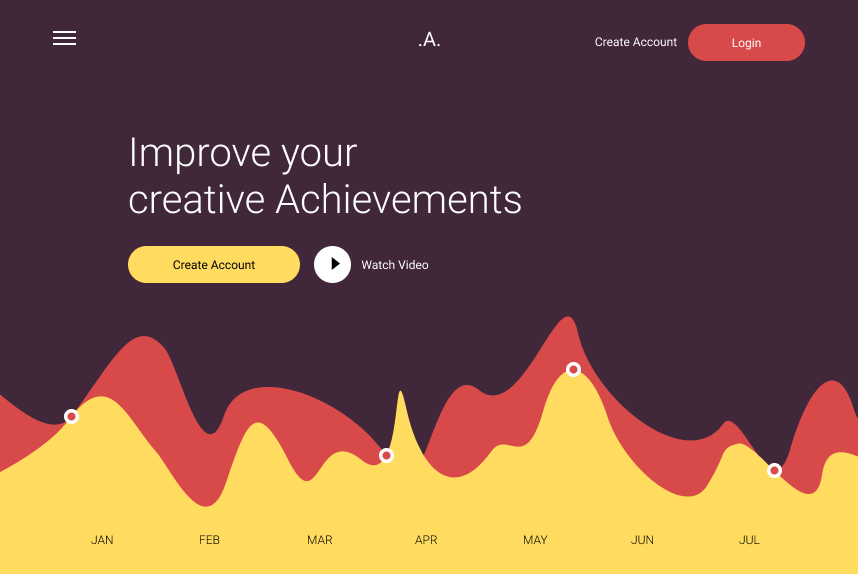 .A.
Create Account
Login
Improve your
creative Achievements
Create Account
Watch Video
JAN FEB MAR APR MAY JUN JUL